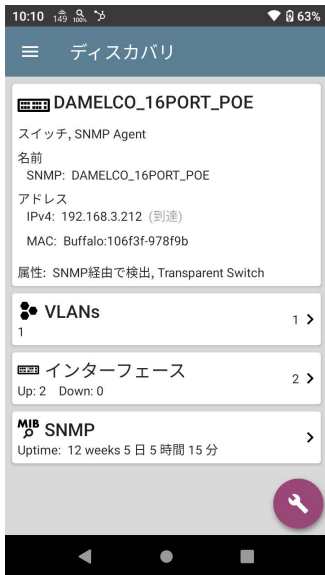 10:10 149 100% 63%
ディスカバリ
DAMELCO_16PORT_POE
スイッチ, SNMP Agent
名前
SNMP: DAMELCO_16PORT_POE
アドレス
IPv4: 192.168.3.212 (到達)
MAC: Buffalo:106f3f-978f9b
属性: SNMP経由で検出, Transparent Switch
VLANs
1
1
インターフェース
2
Up: 2 Down: 0
MIB
SNMP
Uptime: 12 weeks 5 日 5 時間 15 分